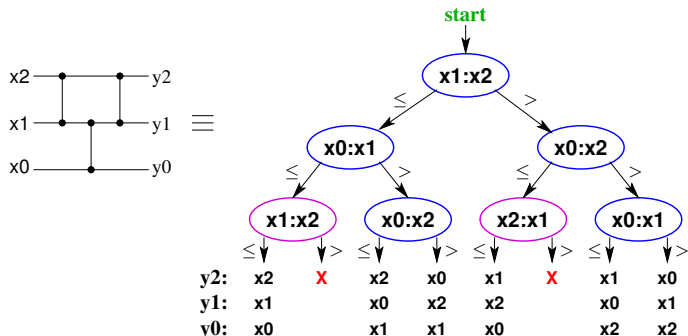 start
x1:x2
≤ >
x0:x1 x0:x2
≤ > ≤ >
x1:x2 x0:x2 x2:x1 x0:x1
≤ > ≤ > ≤ > ≤ >
x2 y2
x1 y1 ≡
x0 y0
y2: x2 X x2 x0 x1 X x1 x0
y1: x1 x0 x2 x2 x0 x1
y0: x0 x1 x1 x0 x2 x2